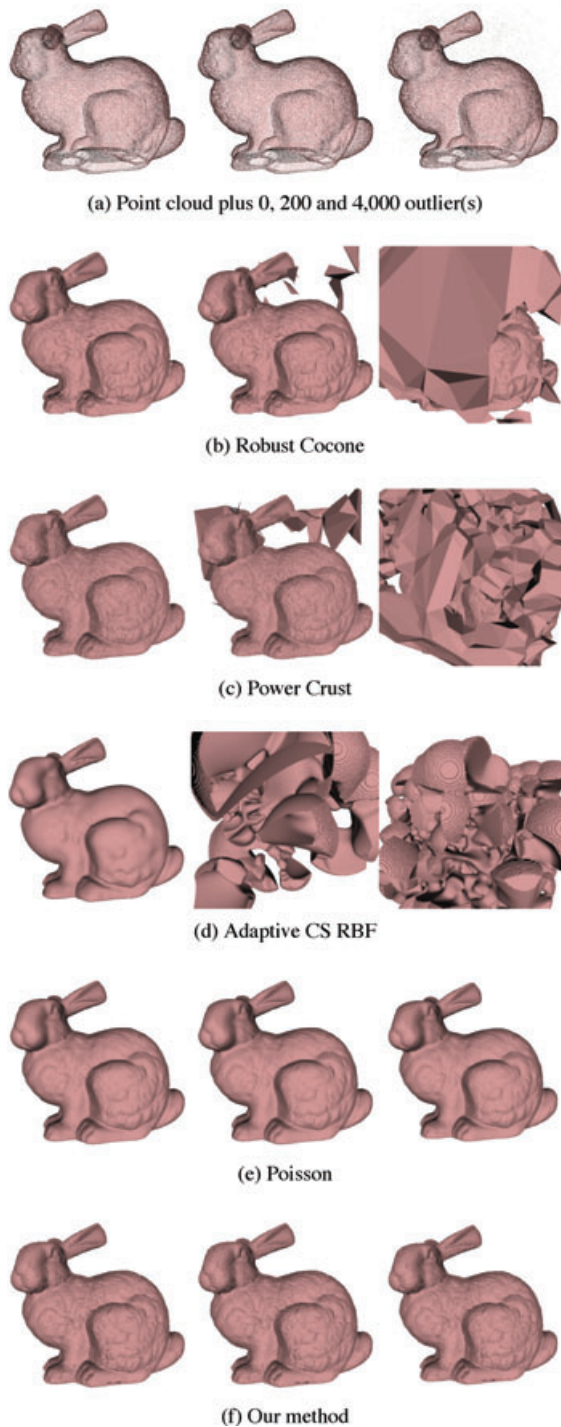 (a) Point cloud plus 0, 200 and 4,000 outlier(s)
(b) Robust Cocone
(c) Power Crust
(d) Adaptive CS RBF
(e) Poisson
(f) Our method